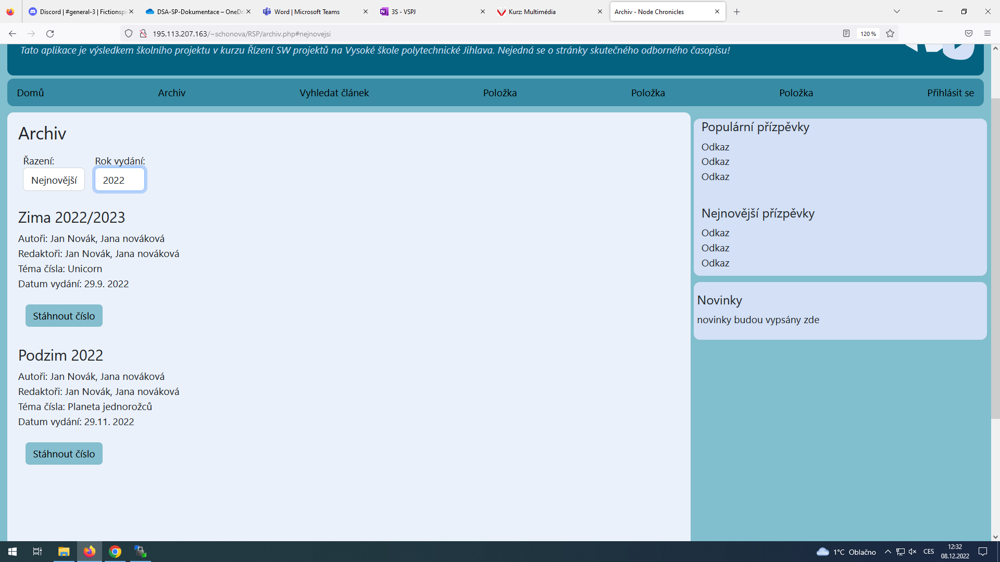 Discord | #general-3 | Fictionspi
DSA-SP-Dokumentace – OneDri
Word | Microsoft Teams
3S - VSPJ
Kurz: Multimédia
Archiv - Node Chronicles
195.113.207.163/~schonova/RSP/archiv.php#nejnovejsi
120 %
Tato aplikace je výsledkem školního projektu v kurzu Řízení SW projektů na Vysoké škole polytechnické Jihlava. Nejedná se o stránky skutečného odborného časopisu!
Domů
Archiv
Vyhledat článek
Položka
Položka
Položka
Přihlásit se
Archiv
Řazení:
Rok vydání:
Nejnovější
2022
Zima 2022/2023
Autoři: Jan Novák, Jana nováková
Redaktoři: Jan Novák, Jana nováková
Téma čísla: Unicorn
Datum vydání: 29.9. 2022
Stáhnout číslo
Podzim 2022
Autoři: Jan Novák, Jana nováková
Redaktoři: Jan Novák, Jana nováková
Téma čísla: Planeta jednorožců
Datum vydání: 29.11. 2022
Stáhnout číslo
Populární přízpěvky
Odkaz
Odkaz
Odkaz
Nejnovější přízpěvky
Odkaz
Odkaz
Odkaz
Novinky
novinky budou vypsány zde
1°C Oblačno
CES
12:32
08.12.2022